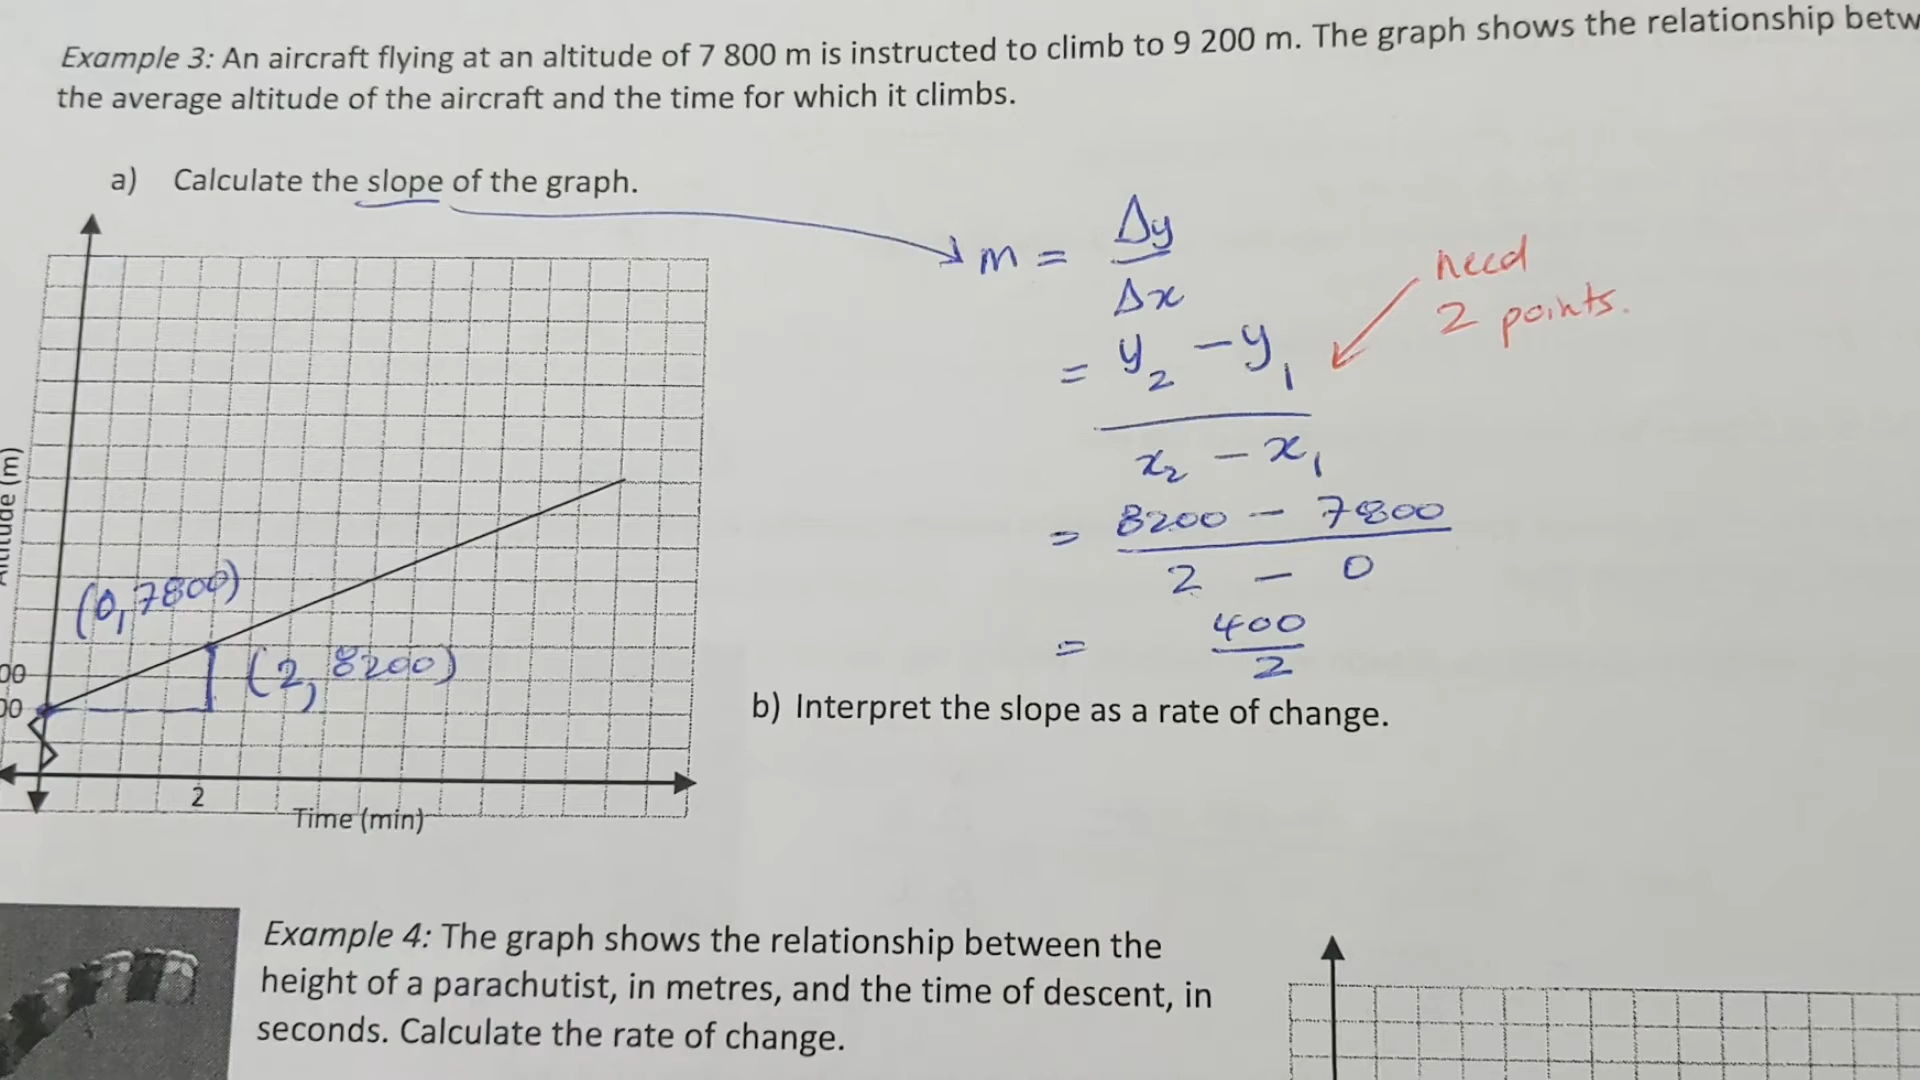 Example 3: An aircraft flying at an altitude of 7 800 m is instructed to climb to 9 200 m. The graph shows the relationship
the average altitude of the aircraft and the time for which it climbs.
a) Calculate the slope of the graph.
m = Δy
Δx
need
2 points.
= y₂ - y₁
x₂ - x₁
= 8200 - 7800
2 - 0
= 400
2
(m)
(0, 7800)
(2, 8200)
2
Time (min)
b) Interpret the slope as a rate of change.
Example 4: The graph shows the relationship between the
height of a parachutist, in metres, and the time of descent, in
seconds. Calculate the rate of change.